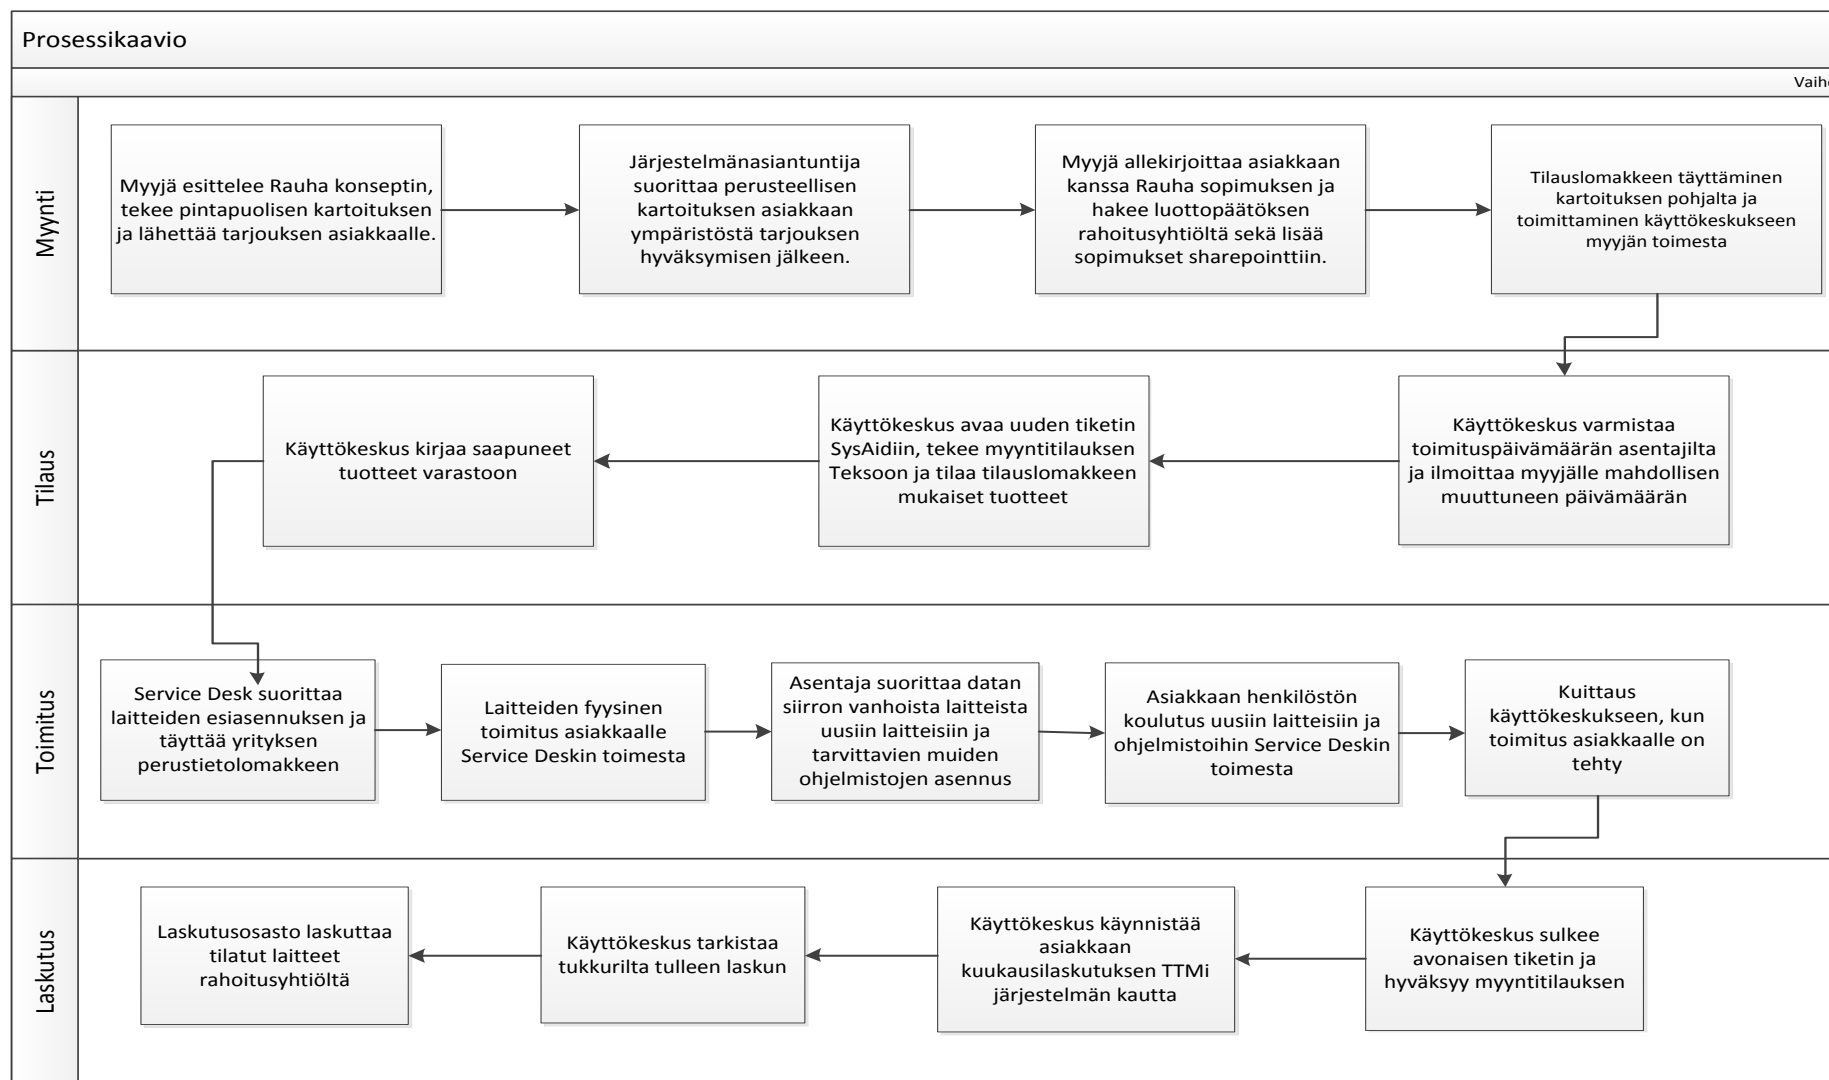 Prosessikaavio
Vaihe
Myynti
Myyjä esittelee Rauha konseptin,
tekee pintapuolisen kartoituksen
ja lähettää tarjouksen asiakkaalle.
Järjestelmänasiantuntija
suorittaa perusteellisen
kartoituksen asiakkaan
ympäristöstä tarjouksen
hyväksymisen jälkeen.
Myyjä allekirjoittaa asiakkaan
kanssa Rauha sopimuksen ja
hakee luottopäätöksen
rahoitusyhtiöltä sekä lisää
sopimukset sharepointtiin.
Tilauslomakkeen täyttäminen
kartoituksen pohjalta ja
toimittaminen käyttökeskukseen
myyjän toimesta
Tilaus
Käyttökeskus varmistaa
toimituspäivämäärän asentajilta
ja ilmoittaa myyjälle mahdollisen
muuttuneen päivämäärän
Käyttökeskus avaa uuden tiketin
SysAidiin, tekee myyntitilauksen
Teksoon ja tilaa tilauslomakkeen
mukaiset tuotteet
Käyttökeskus kirjaa saapuneet
tuotteet varastoon
Toimitus
Service Desk suorittaa
laitteiden esiasennuksen ja
täyttää yrityksen
perustietolomakkeen
Laitteiden fyysinen
toimitus asiakkaalle
Service Deskin toimesta
Asentaja suorittaa datan
siirron vanhoista laitteista
uusiin laitteisiin ja
tarvittavien muiden
ohjelmistojen asennus
Asiakkaan henkilöstön
koulutus uusiin laitteisiin ja
ohjelmistoihin Service Deskin
toimesta
Kuittaus
käyttökeskukseen, kun
toimitus asiakkaalle on
tehty
Laskutus
Käyttökeskus sulkee
avonaisen tiketin ja
hyväksyy myyntitilauksen
Käyttökeskus käynnistää
asiakkaan
kuukausilaskutuksen TTMi
järjestelmän kautta
Käyttökeskus tarkistaa
tukkurilta tulleen laskun
Laskutusosasto laskuttaa
tilatut laitteet
rahoitusyhtiöltä